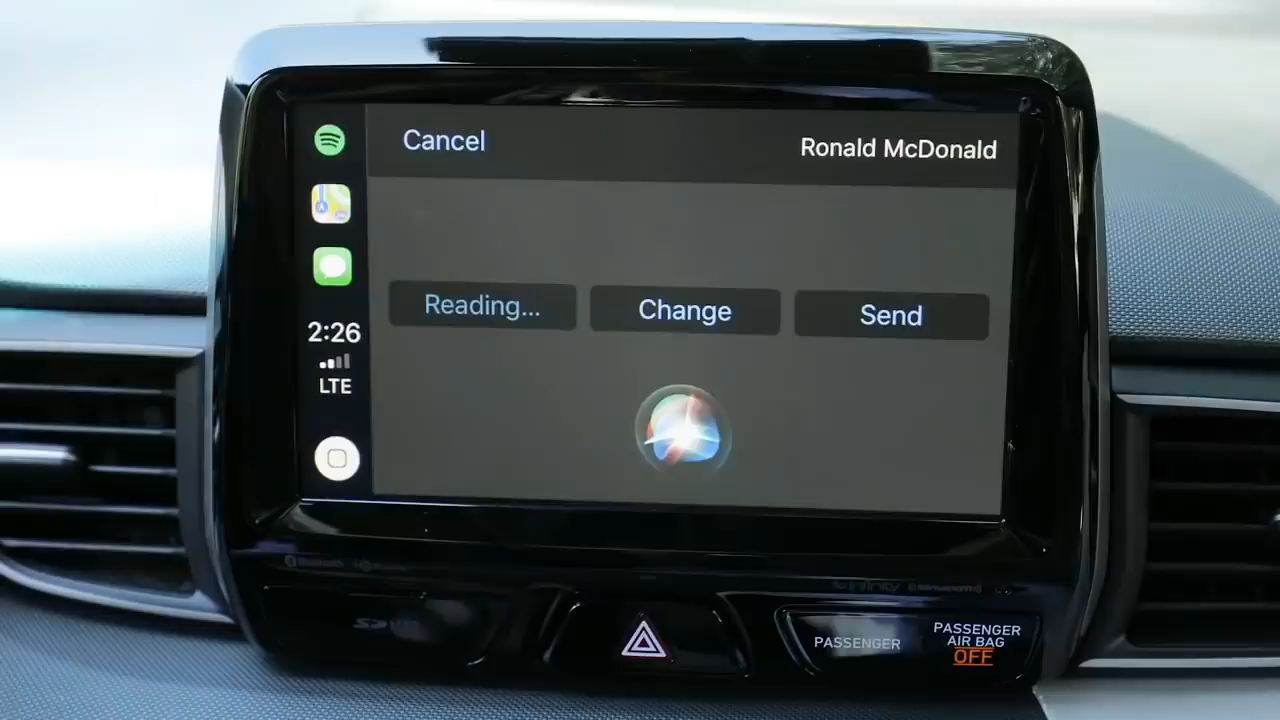 Cancel
Ronald McDonald
Reading...
Change
Send
2:26
LTE
PASSENGER
PASSENGER
AIR BAG
OFF